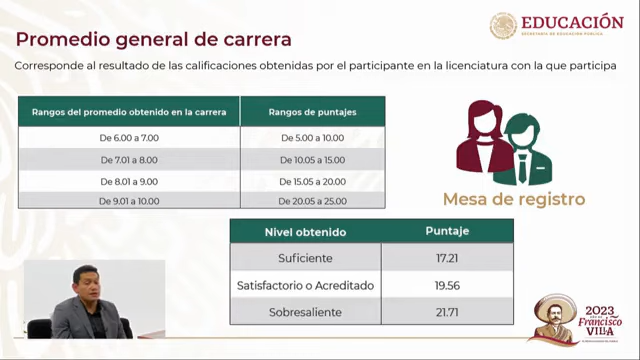 EDUCACIÓN
SECRETARÍA DE EDUCACIÓN PÚBLICA
Promedio general de carrera
Corresponde al resultado de las calificaciones obtenidas por el participante en la licenciatura con la que participa
Rangos del promedio obtenido en la carrera Rangos de puntajes
De 6.00 a 7.00 De 5.00 a 10.00
De 7.01 a 8.00 De 10.05 a 15.00
De 8.01 a 9.00 De 15.05 a 20.00
De 9.01 a 10.00 De 20.05 a 25.00
Mesa de registro
Nivel obtenido Puntaje
Suficiente 17.21
Satisfactorio o Acreditado 19.56
Sobresaliente 21.71
2023
Francisco
VILLA